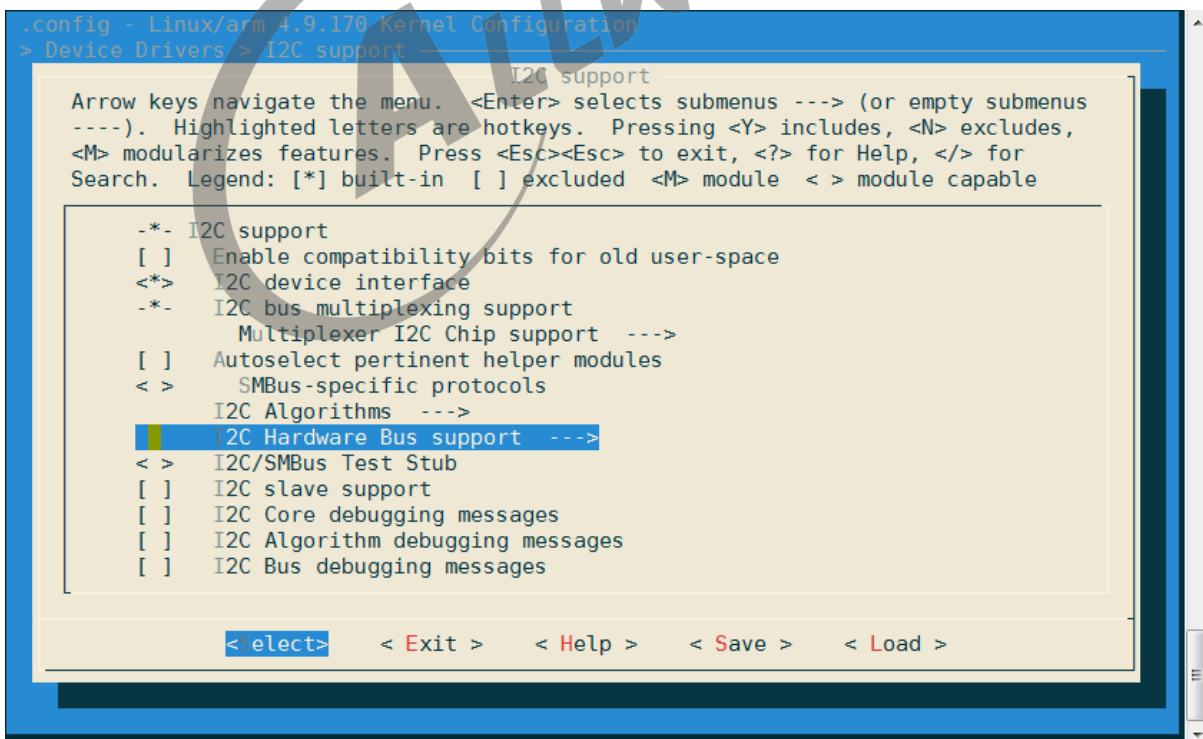 .config - Linux/arm 4.9.170 Kernel Configuration
> Device Drivers > I2C support
I2C support
Arrow keys navigate the menu.  <Enter> selects submenus ---> (or empty submenus
----).  Highlighted letters are hotkeys.  Pressing <Y> includes, <N> excludes,
<M> modularizes features.  Press <Esc><Esc> to exit, <?> for Help, </> for
Search.  Legend: [*] built-in  [ ] excluded  <M> module  < > module capable
-*- I2C support
[ ]   Enable compatibility bits for old user-space
<*>   I2C device interface
-*-   I2C bus multiplexing support
Multiplexer I2C Chip support  --->
[ ]   Autoselect pertinent helper modules
< >     SMBus-specific protocols
I2C Algorithms  --->
I2C Hardware Bus support  --->
< >   I2C/SMBus Test Stub
[ ]   I2C slave support
[ ]   I2C Core debugging messages
[ ]   I2C Algorithm debugging messages
[ ]   I2C Bus debugging messages
<Select>    < Exit >    < Help >    < Save >    < Load >